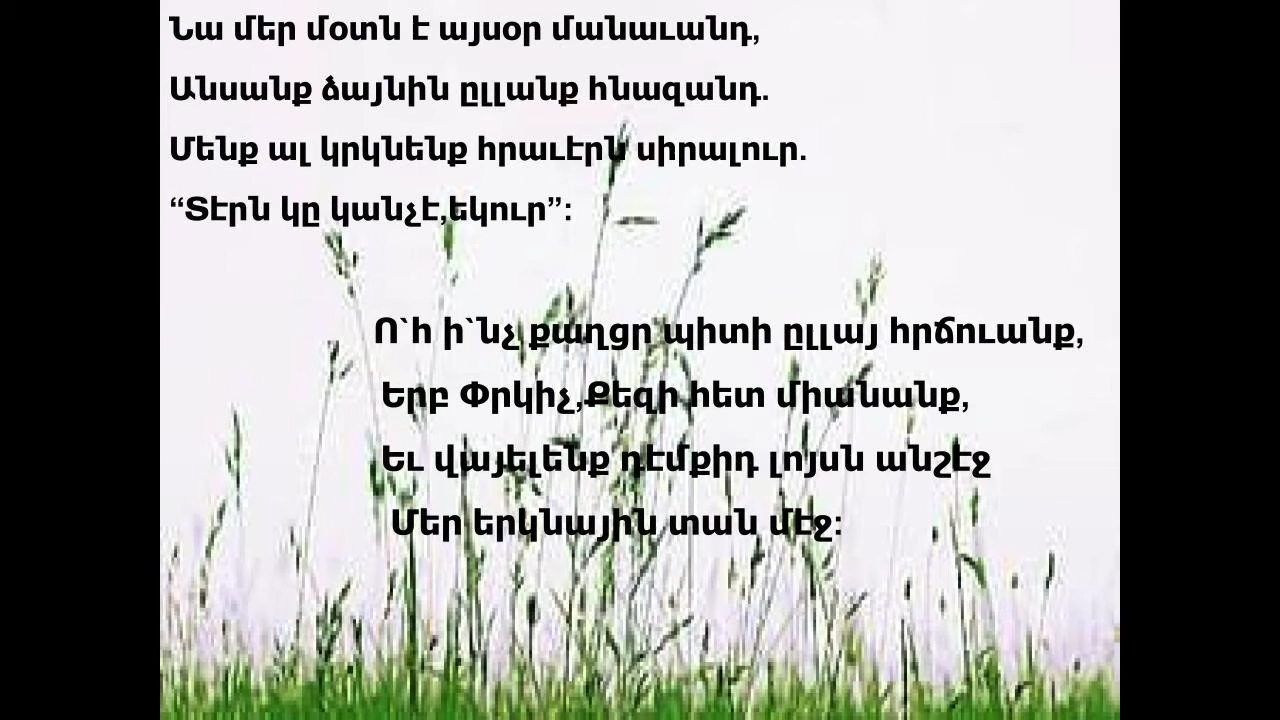 Նա մեր մօտն է այսօր մանաւանդ,
Անսանք ձայնին ըլլանք հնազանդ.
Մենք ալ կրկնենք հրաւէրն սիրալուր.
“Տէրն կը կանչէ,եկուր”:
Ո`հ ի`նչ քաղցր պիտի ըլլայ հրճուանք,
Երբ Փրկիչ,Քեզի հետ միանանք,
Եւ վայելենք դէմքիդ լոյսն անշէջ
Մեր երկնային տան մէջ: